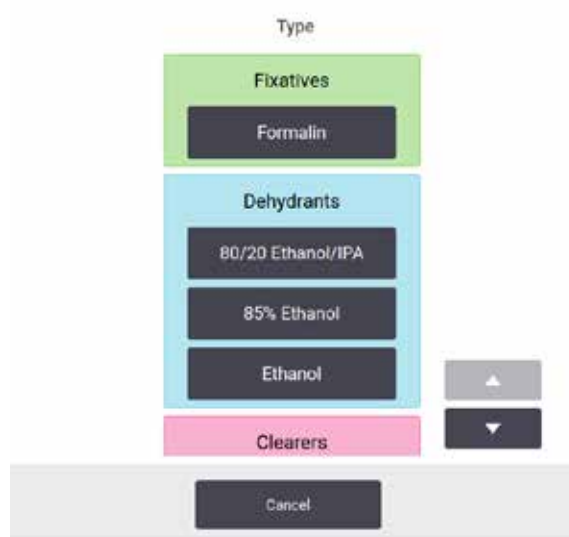 Type
Fixatives
Formalin
Dehydrants
80/20 Ethanol/IPA
85% Ethanol
Ethanol
Clearers
Cancel